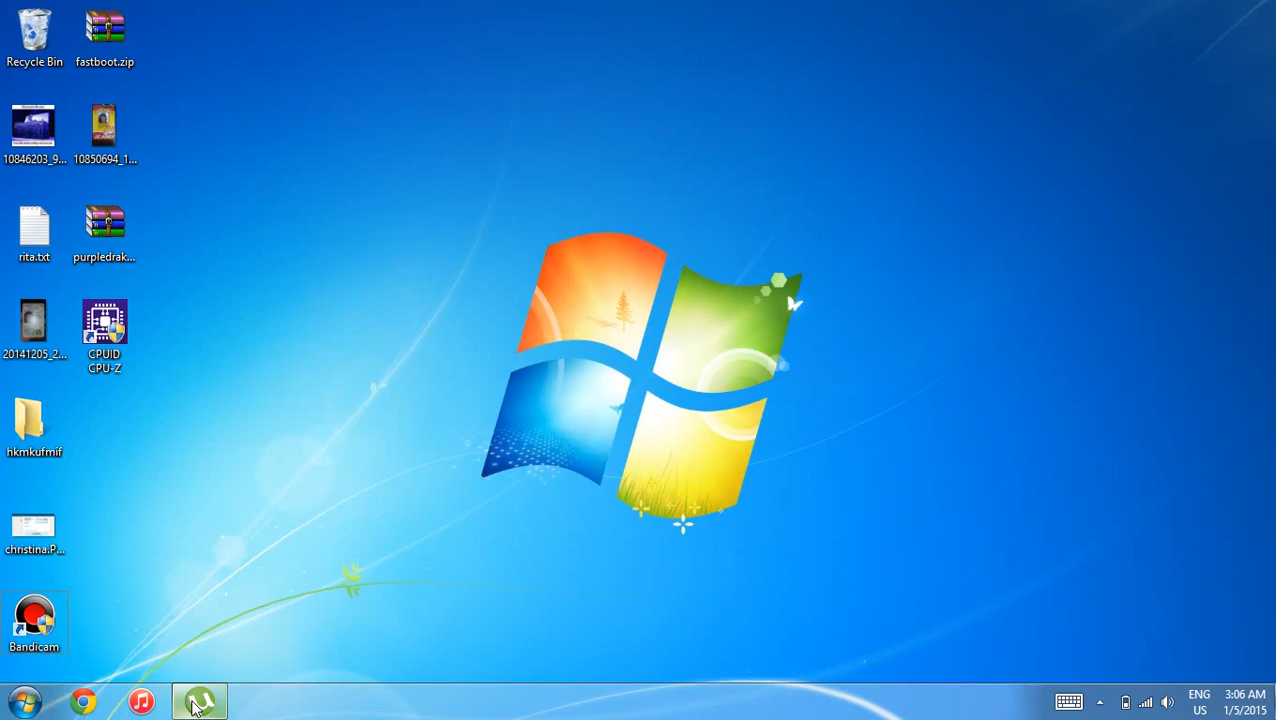 Recycle Bin
fastboot.zip
10846203_9...
10850694_1...
rita.txt
purpledrak...
20141205_2...
CPUID
CPU-Z
hkmkufmif
christina.P...
Bandicam
ENG
US
3:06 AM
1/5/2015